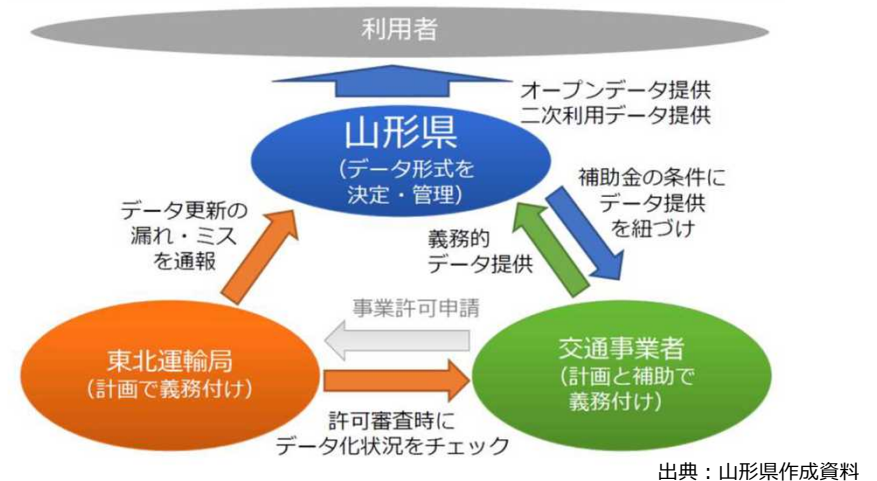 利用者
オープンデータ提供
二次利用データ提供
山形県
（データ形式を
決定・管理）
補助金の条件に
データ提供
を紐づけ
データ更新の
漏れ・ミス
を通報
義務的
データ提供
事業許可申請
東北運輸局
（計画で義務付け）
交通事業者
（計画と補助で
義務付け）
許可審査時に
データ化状況をチェック
出典：山形県作成資料